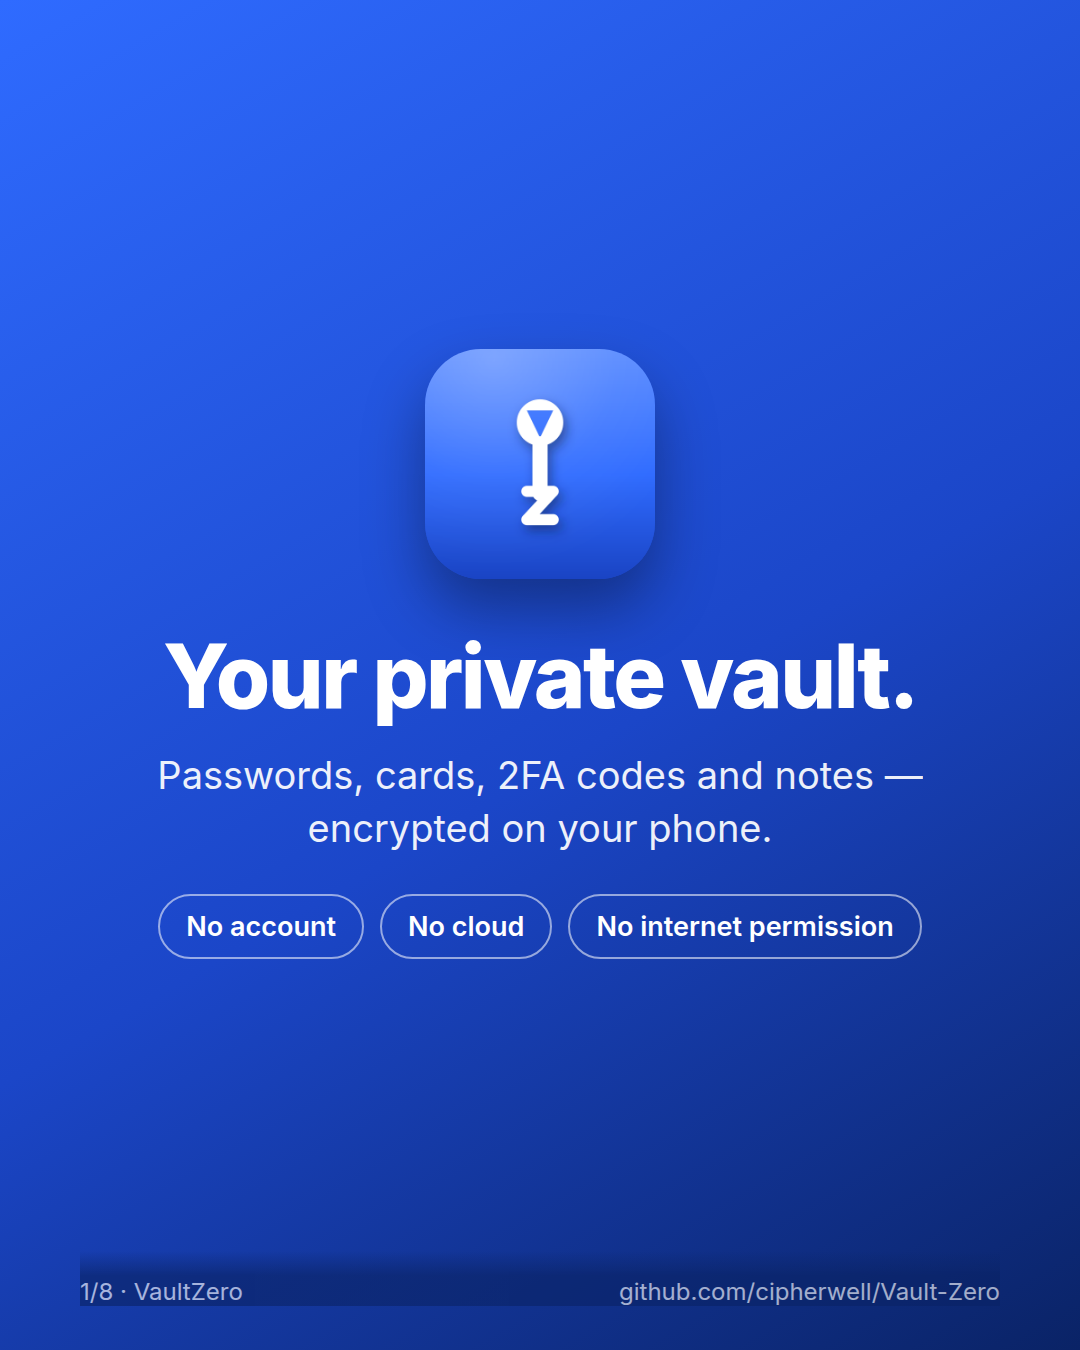 Your private vault.
Passwords, cards, 2FA codes and notes —
encrypted on your phone.
No account No cloud No internet permission
1/8 · VaultZero github.com/cipherwell/Vault-Zero